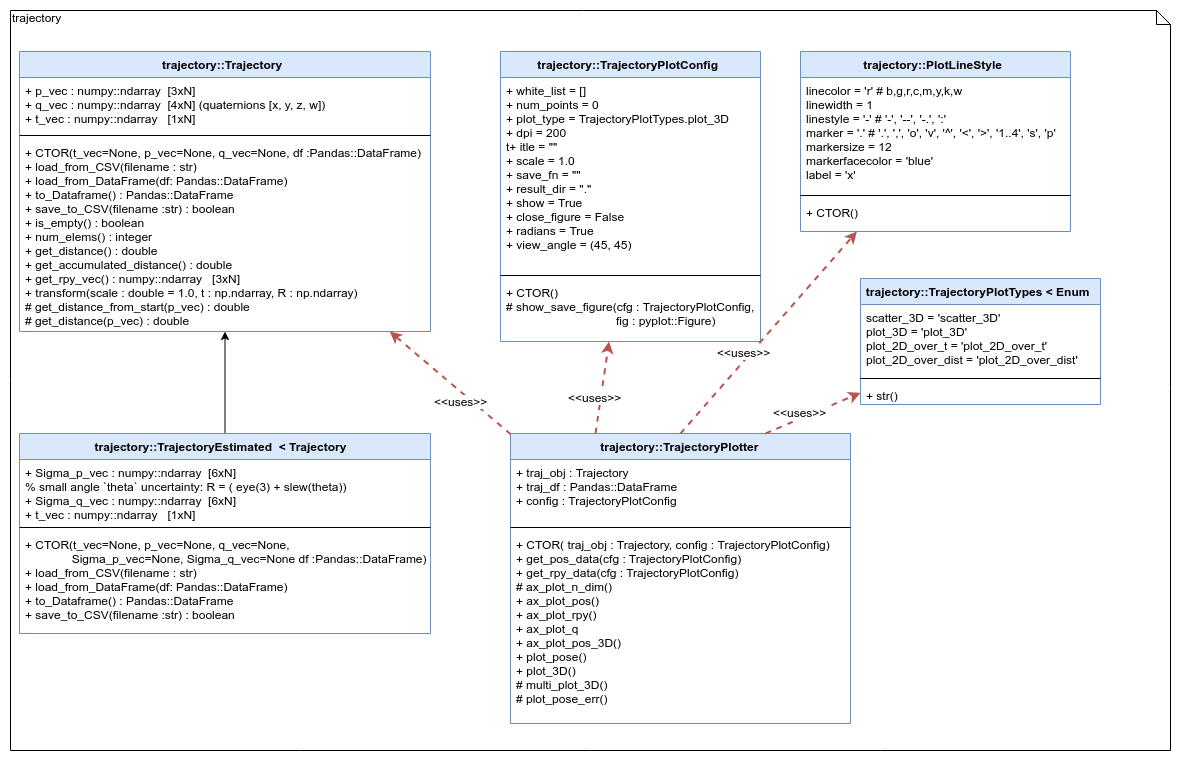 trajectory
trajectory::Trajectory
+ p_vec : numpy::ndarray  [3xN]
+ q_vec : numpy::ndarray  [4xN] (quaternions [x, y, z, w])
+ t_vec : numpy::ndarray  [1xN]
+ CTOR(t_vec=None, p_vec=None, q_vec=None, df :Pandas::DataFrame)
+ load_from_CSV(filename : str)
+ load_from_DataFrame(df: Pandas::DataFrame)
+ to_Dataframe() : Pandas::DataFrame
+ save_to_CSV(filename :str) : boolean
+ is_empty() : boolean
+ num_elems() : integer
+ get_distance() : double
+ get_accumulated_distance() : double
+ get_rpy_vec() : numpy::ndarray   [3xN]
+ transform(scale : double = 1.0, t : np.ndarray, R : np.ndarray)
# get_distance_from_start(p_vec) : double
# get_distance(p_vec) : double
trajectory::TrajectoryPlotConfig
+ white_list = []
+ num_points = 0
+ plot_type = TrajectoryPlotTypes.plot_3D
+ dpi = 200
t+ itle = ""
+ scale = 1.0
+ save_fn = ""
+ result_dir = "."
+ show = True
+ close_figure = False
+ radians = True
+ view_angle = (45, 45)
+ CTOR()
# show_save_figure(cfg : TrajectoryPlotConfig,
fig : pyplot::Figure)
trajectory::PlotLineStyle
linecolor = 'r' # b,g,r,c,m,y,k,w
linewidth = 1
linestyle = '-' # '-', '--', '-.', ':'
marker = '.' # '.', ',', 'o', 'v', '^', '<', '>', '1..4', 's', 'p'
markersize = 12
markerfacecolor = 'blue'
label = 'x'
+ CTOR()
trajectory::TrajectoryPlotTypes < Enum
scatter_3D = 'scatter_3D'
plot_3D = 'plot_3D'
plot_2D_over_t = 'plot_2D_over_t'
plot_2D_over_dist = 'plot_2D_over_dist'
+ str()
<<uses>>
<<uses>>
<<uses>>
<<uses>>
trajectory::TrajectoryEstimated  < Trajectory
+ Sigma_p_vec : numpy::ndarray  [6xN]
% small angle `theta` uncertainty: R = ( eye(3) + slew(theta))
+ Sigma_q_vec : numpy::ndarray  [6xN]
+ t_vec : numpy::ndarray   [1xN]
+ CTOR(t_vec=None, p_vec=None, q_vec=None,
Sigma_p_vec=None, Sigma_q_vec=None df :Pandas::DataFrame)
+ load_from_CSV(filename : str)
+ load_from_DataFrame(df: Pandas::DataFrame)
+ to_Dataframe() : Pandas::DataFrame
+ save_to_CSV(filename :str) : boolean
trajectory::TrajectoryPlotter
+ traj_obj : Trajectory
+ traj_df : Pandas::DataFrame
+ config : TrajectoryPlotConfig
+ CTOR( traj_obj : Trajectory, config : TrajectoryPlotConfig)
+ get_pos_data(cfg : TrajectoryPlotConfig)
+ get_rpy_data(cfg : TrajectoryPlotConfig)
# ax_plot_n_dim()
+ ax_plot_pos()
+ ax_plot_rpy()
+ ax_plot_q
+ ax_plot_pos_3D()
+ plot_pose()
+ plot_3D()
# multi_plot_3D()
# plot_pose_err()